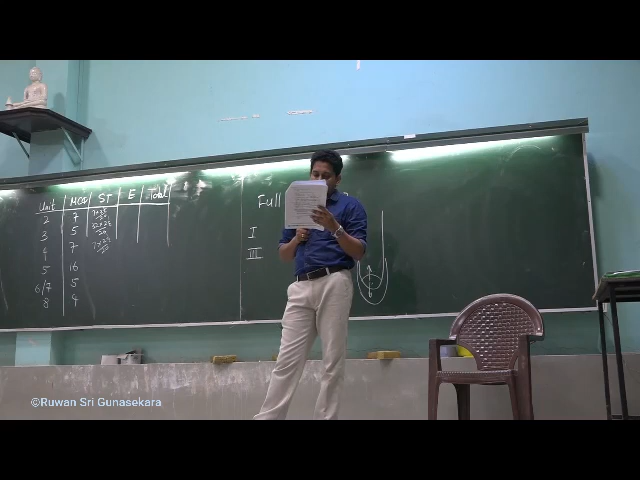 Unit MCQ ST E Total
2 7
3 5
4 7
5 16
6/7 5
8 4
Full
I
III
©Ruwan Sri Gunasekara